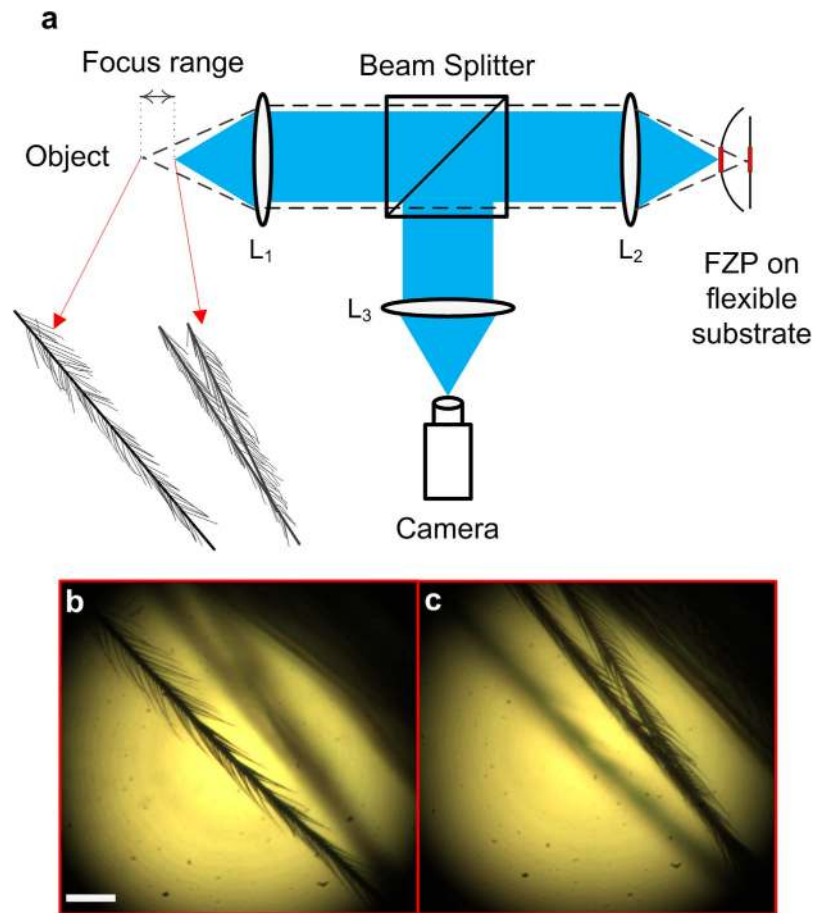 a
Focus range
Beam Splitter
Object
L₁
L₂
FZP on
flexible
substrate
L₃
Camera
b
c